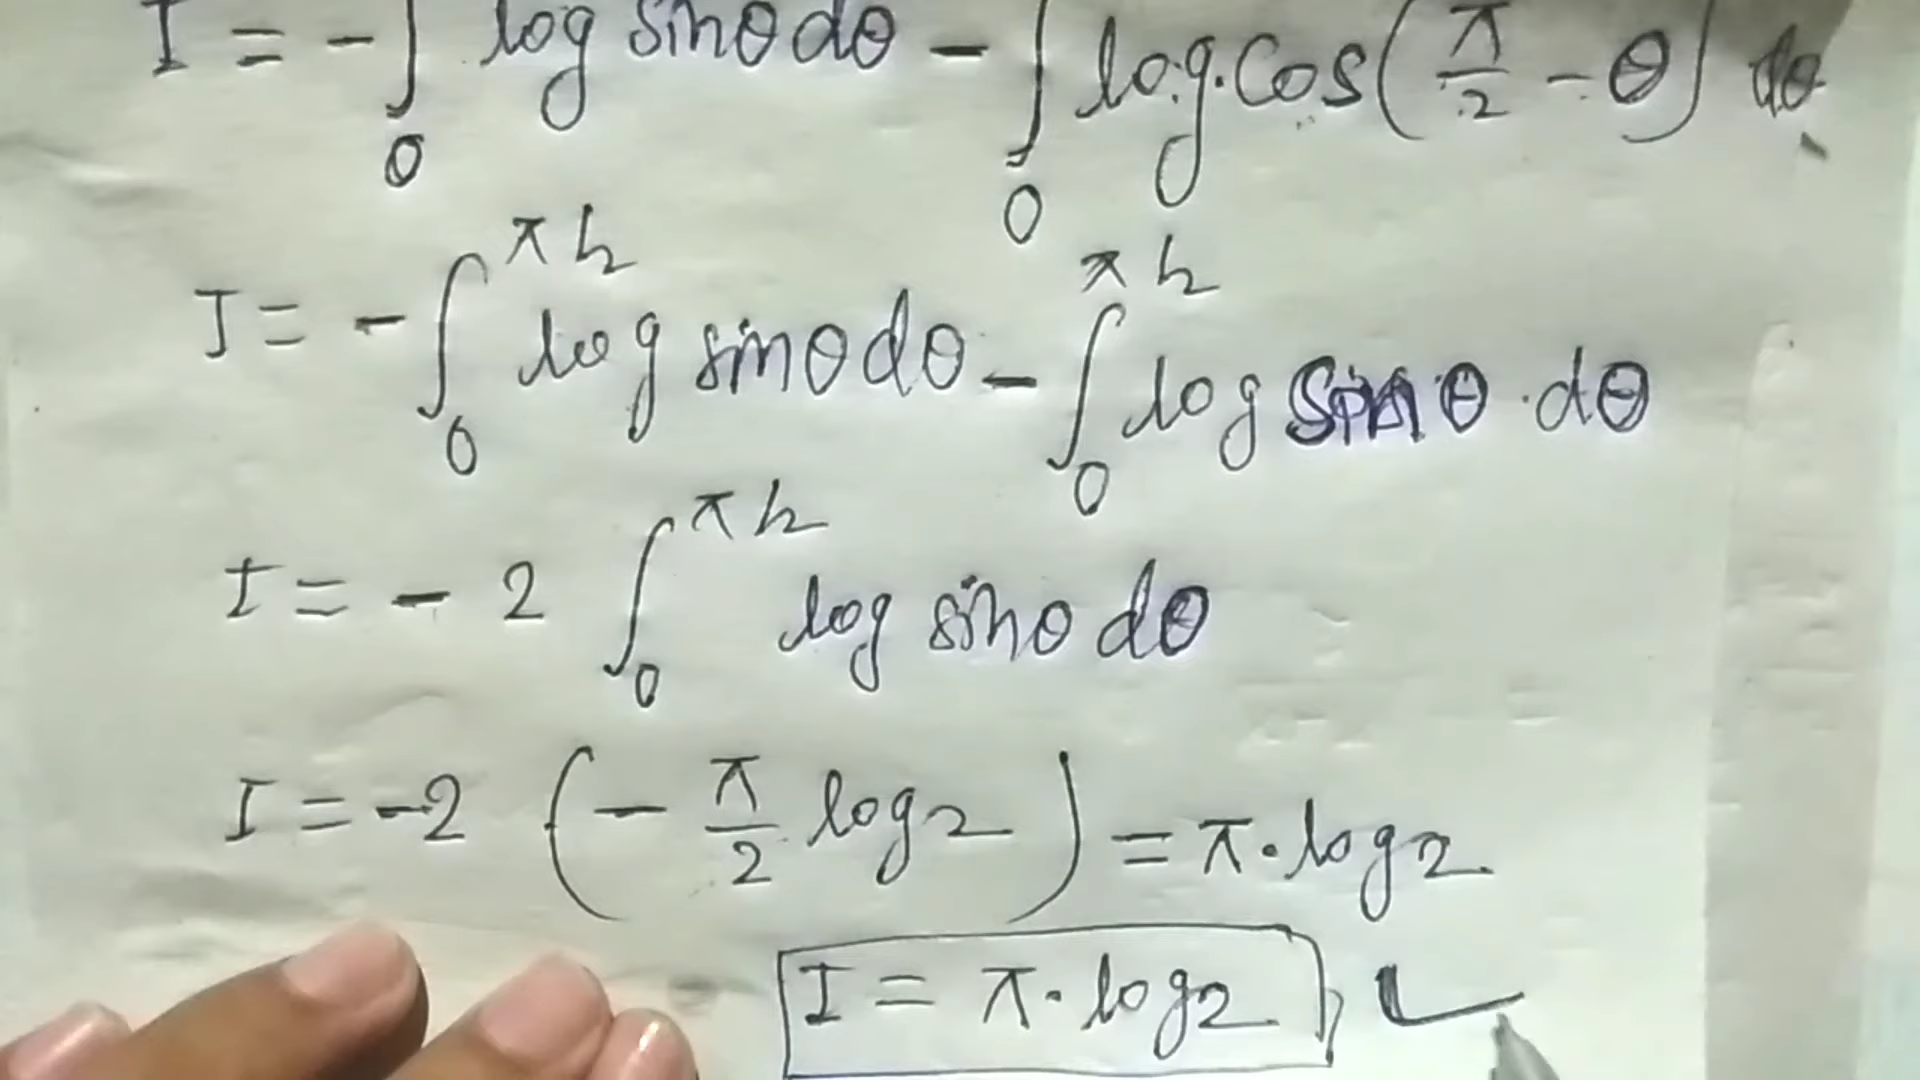 I = - ∫₀ log sinθ dθ - ∫₀ log.Cos(π/2 - θ) dθ
I = - ∫₀^(π/2) log sinθ dθ - ∫₀^(π/2) log Sinθ.dθ
I = - 2 ∫₀^(π/2) log sinθ dθ
I = -2 (- π/2 log2) = π.log2
I = π.log2